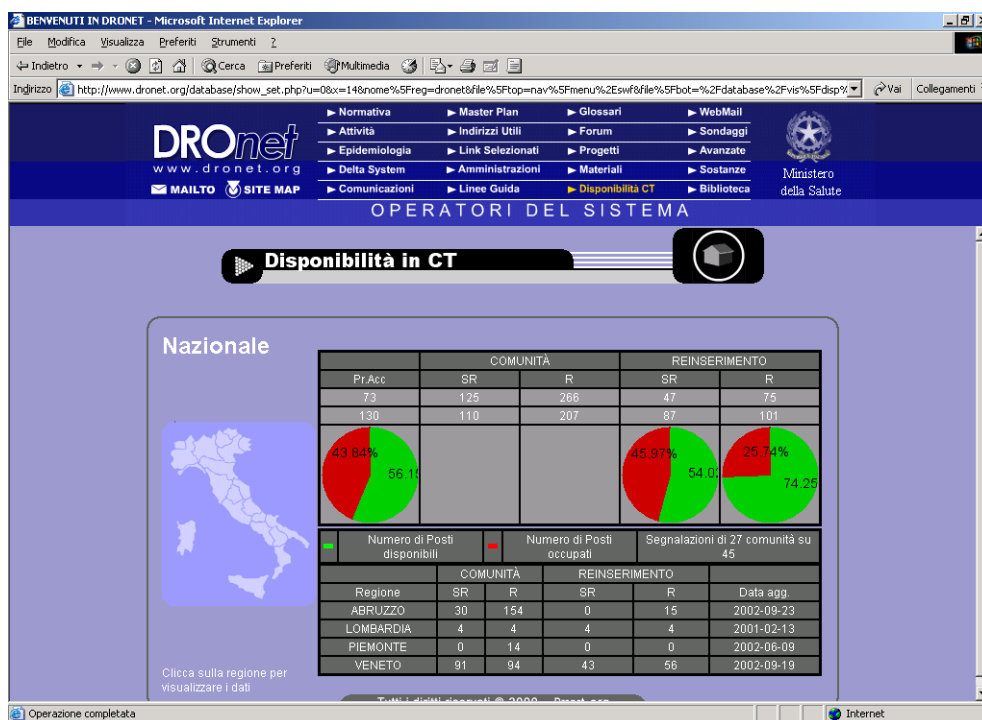 BENVENUTI IN DRONET - Microsoft Internet Explorer
File Modifica Visualizza Preferiti Strumenti ?
Indietro Cerca Preferiti Multimedia
Indirizzo http://www.dronet.org/database/show_set.php?u=0&x=14&nome%5Freg=dronet&file%5Ftop=nav%5Fmenu%2Eswf&file%5Fbot=%2Fdatabase%2Fvis%5Fdisp% Vai Collegamenti
Normativa Master Plan Glossari WebMail
Attività Indirizzi Utili Forum Sondaggi
DROnet
Epidemiologia Link Selezionati Progetti Avanzate
www.dronet.org
Delta System Amministrazioni Materiali Sostanze
Ministero
MAILTO SITE MAP
Comunicazioni Linee Guida Disponibilità CT Biblioteca
della Salute
OPERATORI DEL SISTEMA
Disponibilità in CT
Nazionale
COMUNITÀ REINSERIMENTO
Pr.Acc SR R SR R
73 125 266 47 75
130 110 207 87 101
43.84% 45.97% 25.74%
56.15 54.02 74.25
Numero di Posti disponibili
Numero di Posti occupati
Segnalazioni di 27 comunità su 45
COMUNITÀ REINSERIMENTO
Regione SR R SR R Data agg.
ABRUZZO 30 154 0 15 2002-09-23
LOMBARDIA 4 4 4 4 2001-02-13
PIEMONTE 0 14 0 0 2002-06-09
VENETO 91 94 43 56 2002-09-19
Clicca sulla regione per
visualizzare i dati
Operazione completata Internet